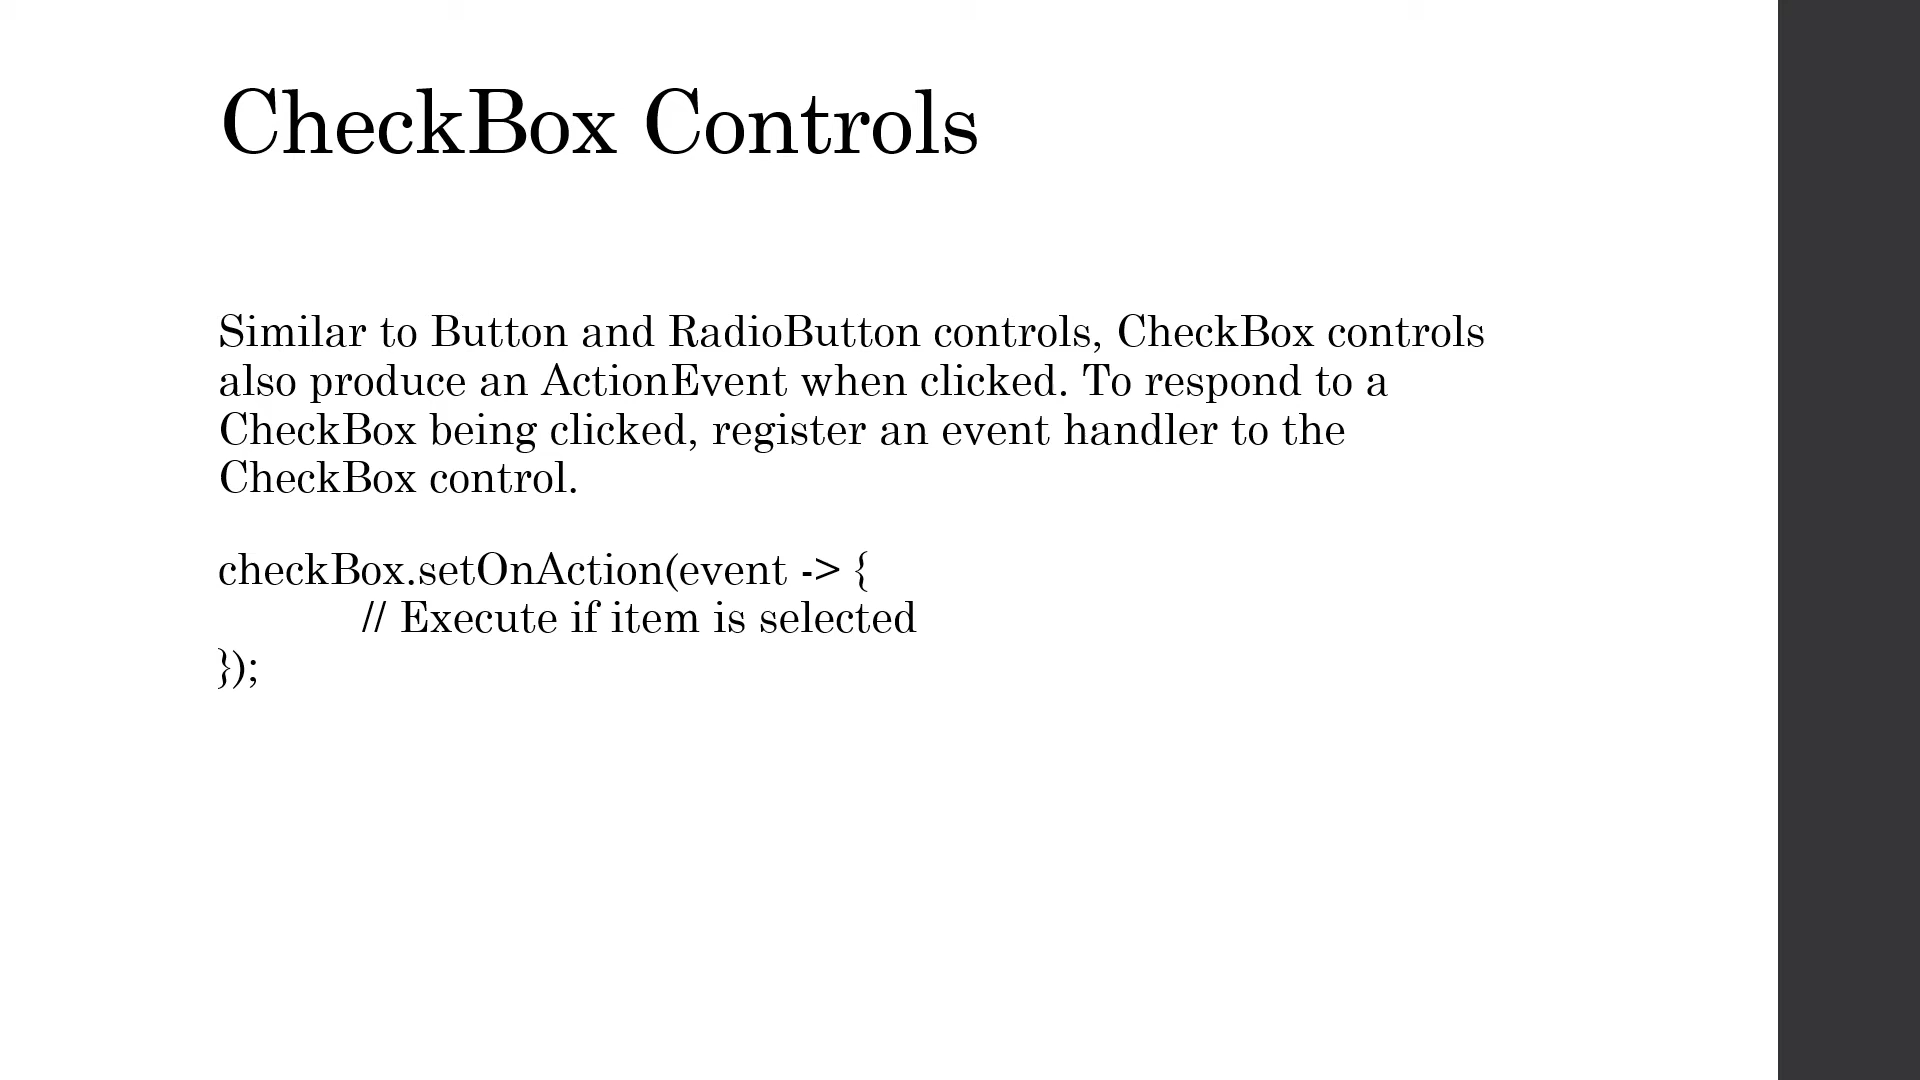 CheckBox Controls
Similar to Button and RadioButton controls, CheckBox controls
also produce an ActionEvent when clicked. To respond to a
CheckBox being clicked, register an event handler to the
CheckBox control.
checkBox.setOnAction(event -> {
// Execute if item is selected
});